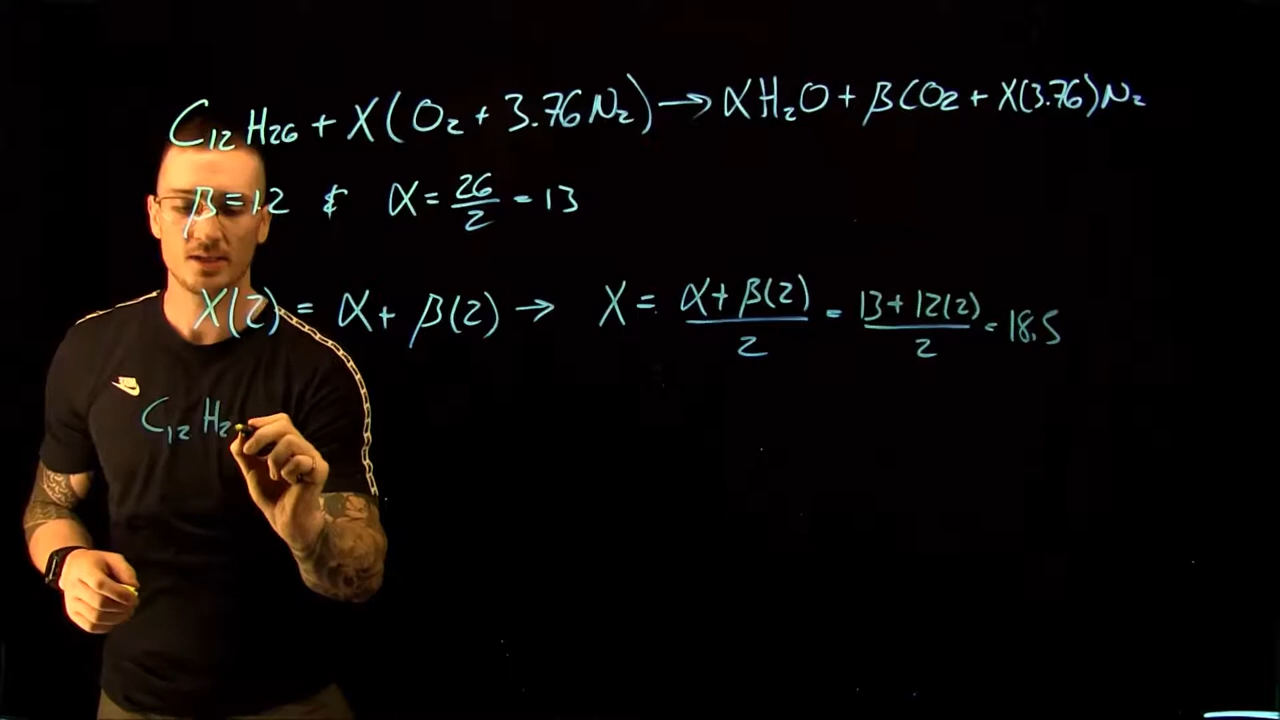 C₁₂H₂₆ + X(O₂ + 3.76N₂) → αH₂O + βCO₂ + X(3.76)N₂
β = 12 & α = 26/2 = 13
X(2) = α + β(2) → X = (α + β(2))/2 = (13 + 12(2))/2 = 18.5
C₁₂H₂